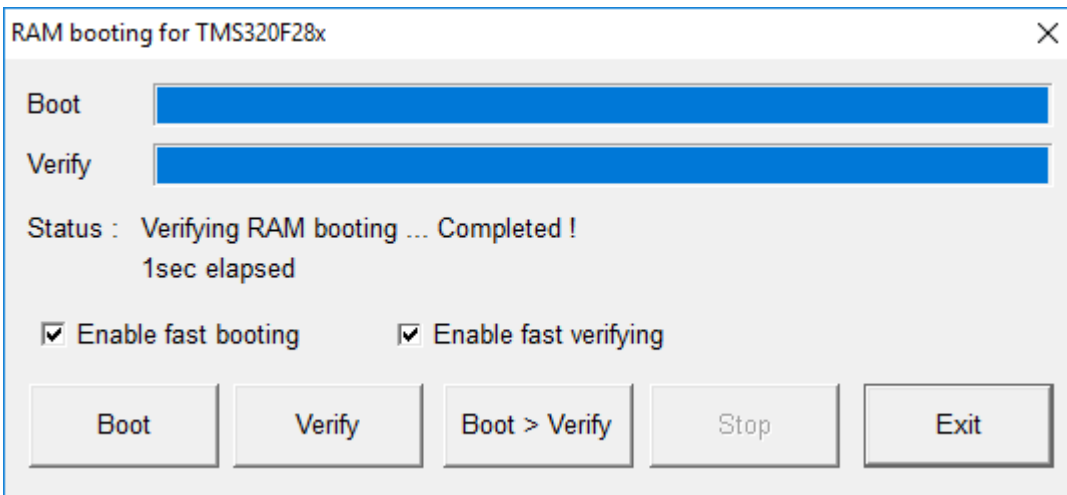 RAM booting for TMS320F28x
Boot
Verify
Status : Verifying RAM booting ... Completed !
1sec elapsed
Enable fast booting Enable fast verifying
Boot Verify Boot > Verify Stop Exit